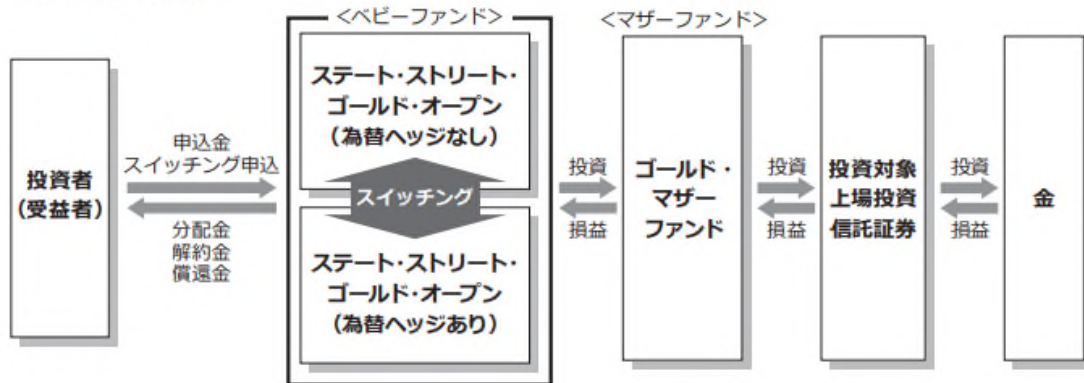 <ベビーファンド>
<マザーファンド>
投資者
(受益者)
申込金
スイッチング申込
分配金
解約金
償還金
ステート・ストリート・
ゴールド・オープン
(為替ヘッジなし)
スイッチング
ステート・ストリート・
ゴールド・オープン
(為替ヘッジあり)
投資
損益
ゴールド・
マザー
ファンド
投資
損益
投資対象
上場投資
信託証券
投資
損益
金